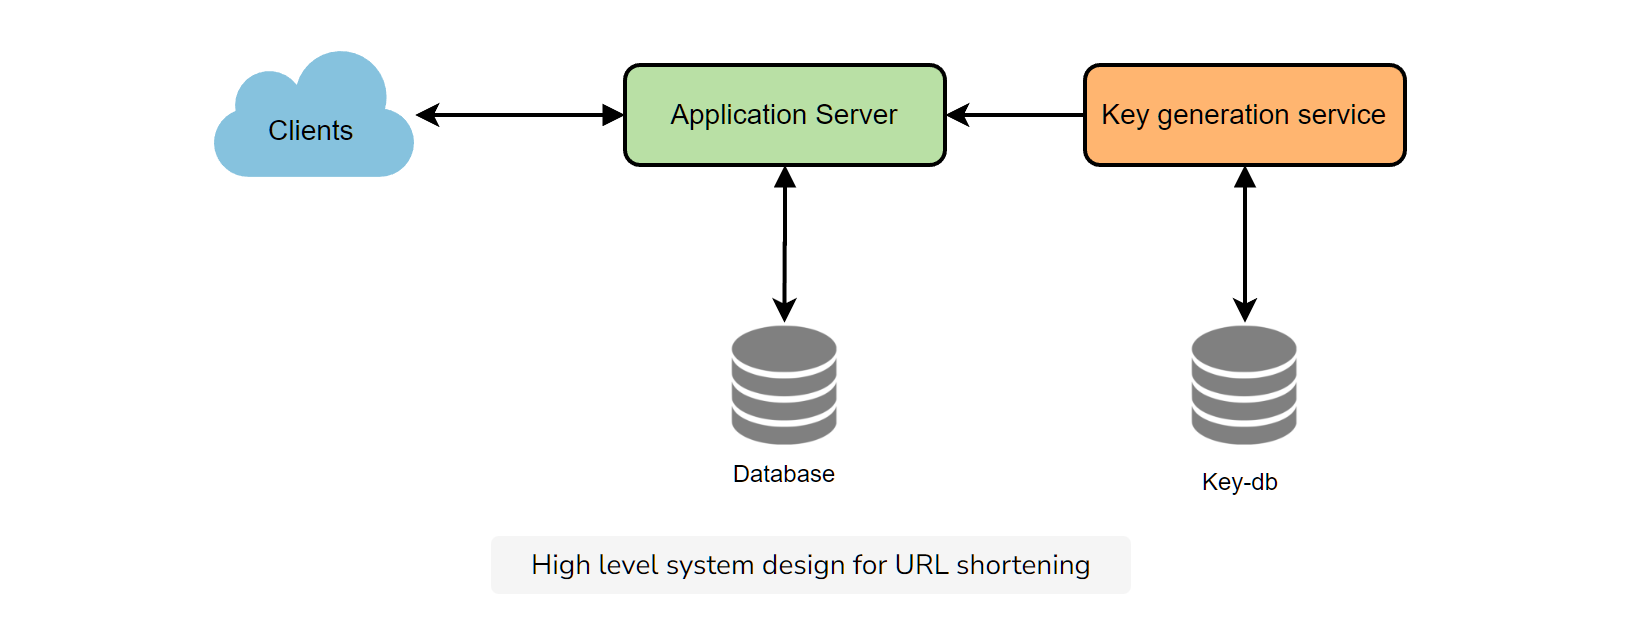 Clients
Application Server
Key generation service
Database
Key-db
High level system design for URL shortening